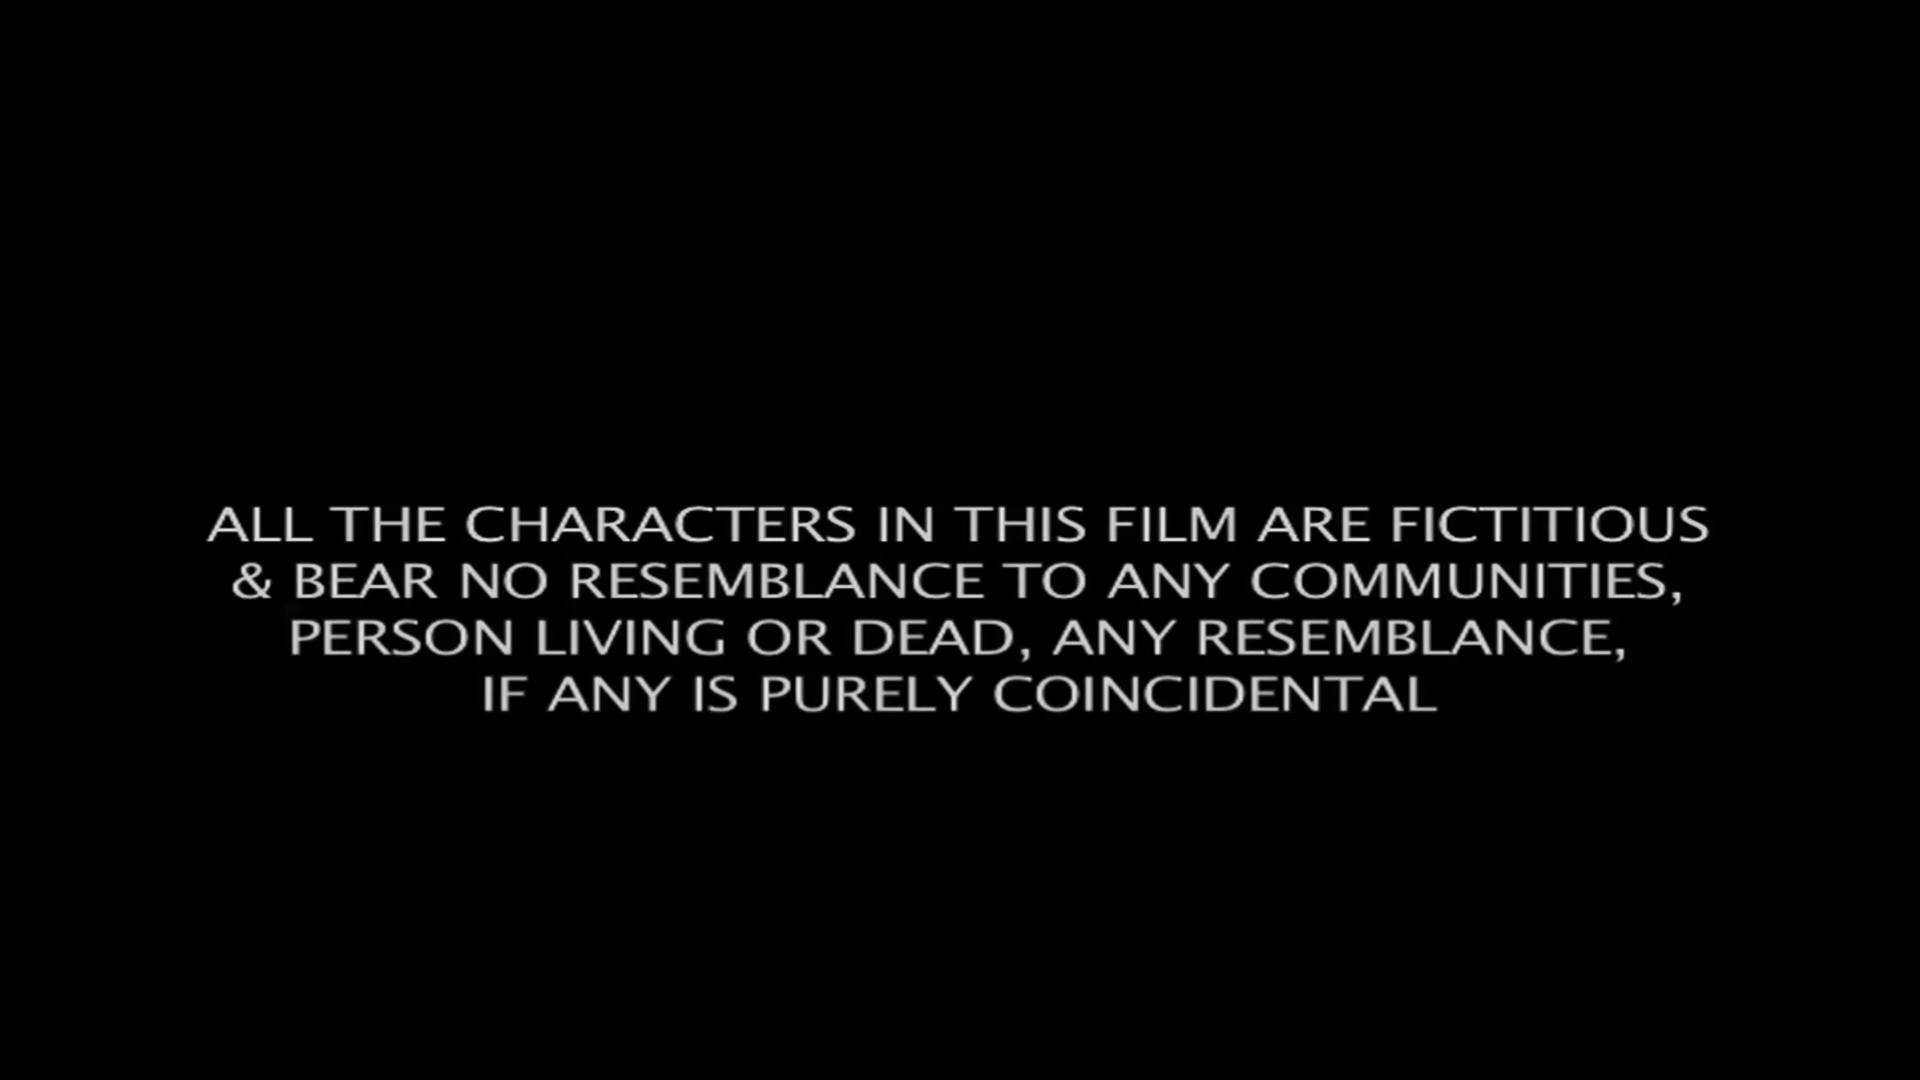 ALL THE CHARACTERS IN THIS FILM ARE FICTITIOUS
& BEAR NO RESEMBLANCE TO ANY COMMUNITIES,
PERSON LIVING OR DEAD, ANY RESEMBLANCE,
IF ANY IS PURELY COINCIDENTAL